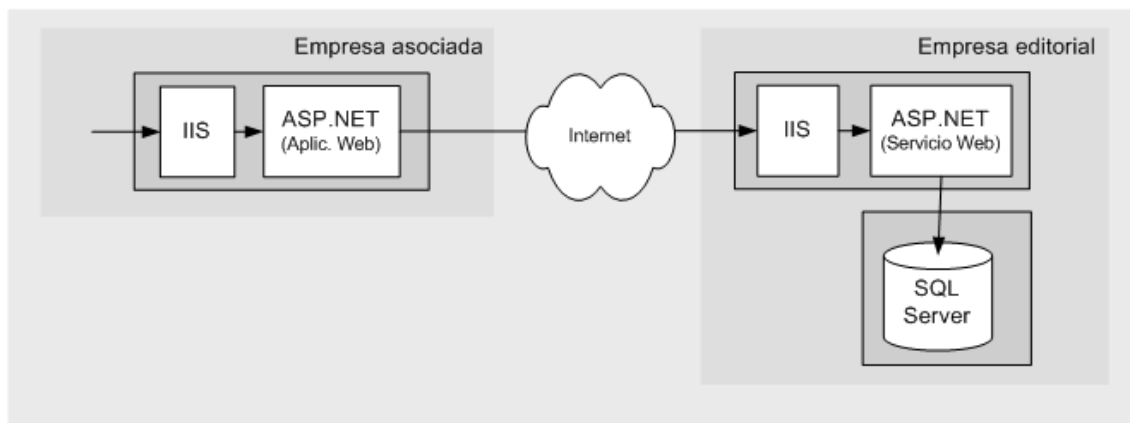 Empresa asociada
IIS
ASP.NET
(Aplic. Web)
Internet
Empresa editorial
IIS
ASP.NET
(Servicio Web)
SQL
Server